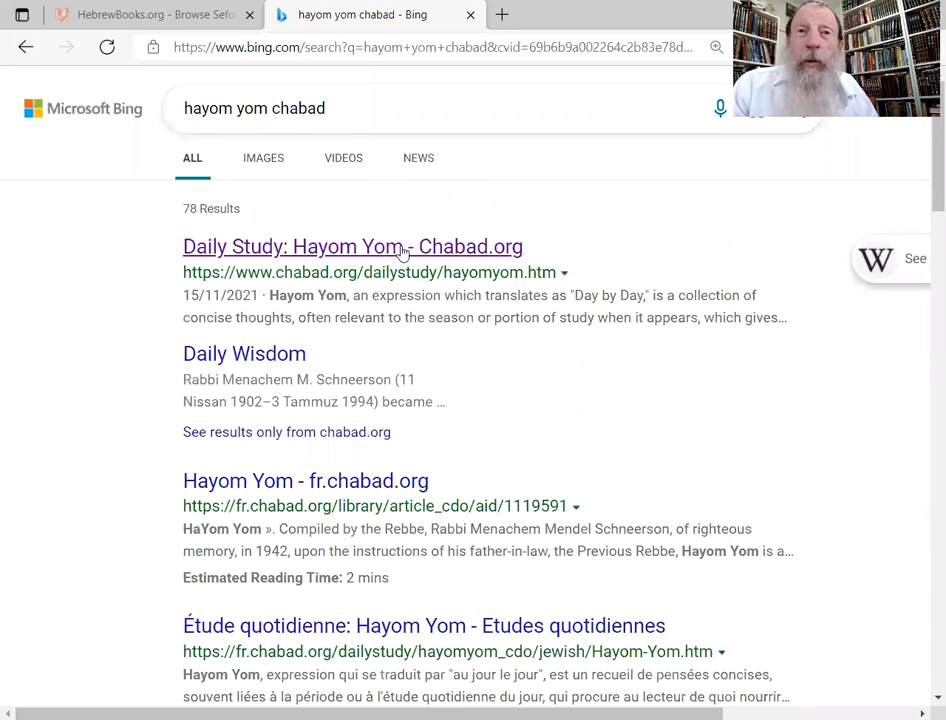 HebrewBooks.org - Browse Sef
hayom yom chabad - Bing
https://www.bing.com/search?q=hayom+yom+chabad&cvid=69b6b9a002264c2b83e78d...
Microsoft Bing
hayom yom chabad
ALL IMAGES VIDEOS NEWS
78 Results
Daily Study: Hayom Yom - Chabad.org
https://www.chabad.org/dailystudy/hayomyom.htm
15/11/2021 · Hayom Yom, an expression which translates as "Day by Day," is a collection of
concise thoughts, often relevant to the season or portion of study when it appears, which gives...
W See
Daily Wisdom
Rabbi Menachem M. Schneerson (11
Nissan 1902–3 Tammuz 1994) became ...
See results only from chabad.org
Hayom Yom - fr.chabad.org
https://fr.chabad.org/library/article_cdo/aid/1119591
HaYom Yom ». Compiled by the Rebbe, Rabbi Menachem Mendel Schneerson, of righteous
memory, in 1942, upon the instructions of his father-in-law, the Previous Rebbe, Hayom Yom is a...
Estimated Reading Time: 2 mins
Étude quotidienne: Hayom Yom - Etudes quotidiennes
https://fr.chabad.org/dailystudy/hayomyom_cdo/jewish/Hayom-Yom.htm
Hayom Yom, expression qui se traduit par "au jour le jour", est un recueil de pensées concises,
souvent liées à la période ou à l'étude quotidienne du jour, qui procure au lecteur de quoi nourrir...